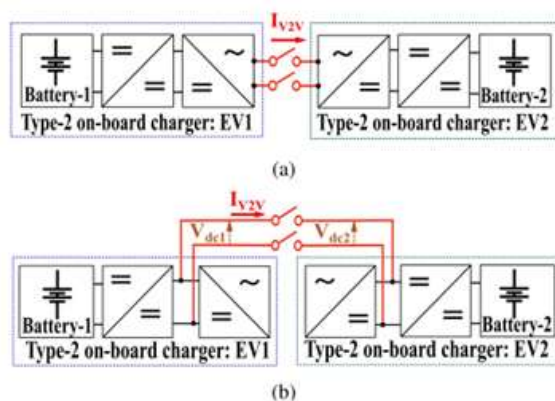 I_V2V
Battery-1
Battery-2
Type-2 on-board charger: EV1
Type-2 on-board charger: EV2
(a)
I_V2V
V_dc1
V_dc2
Battery-1
Battery-2
Type-2 on-board charger: EV1
Type-2 on-board charger: EV2
(b)